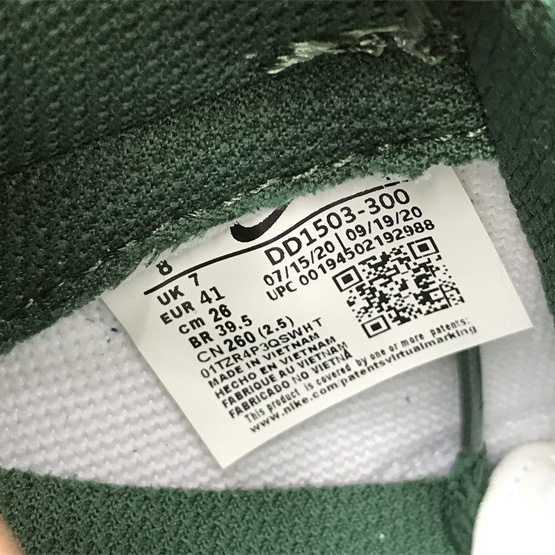 8
UK 7
EUR 41
cm 26
BR 39.5
CN 260 (2.5)
DD1503-300
07/15/20 | 09/19/20
UPC 00194502192988
01TZR4P3QSWHT
MADE IN VIETNAM
HECHO EN VIETNAM
FABRIQUE AU VIETNAM
FABRICADO NO VIETNÃ
This product is covered by one or more patents:
www.nike.com/patentsvirtualmarking